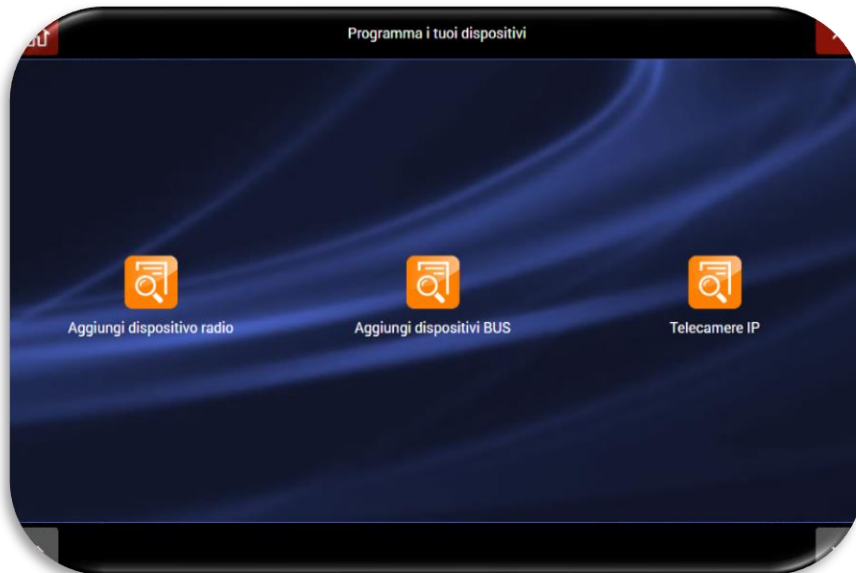 Programma i tuoi dispositivi
Aggiungi dispositivo radio
Aggiungi dispositivi BUS
Telecamere IP